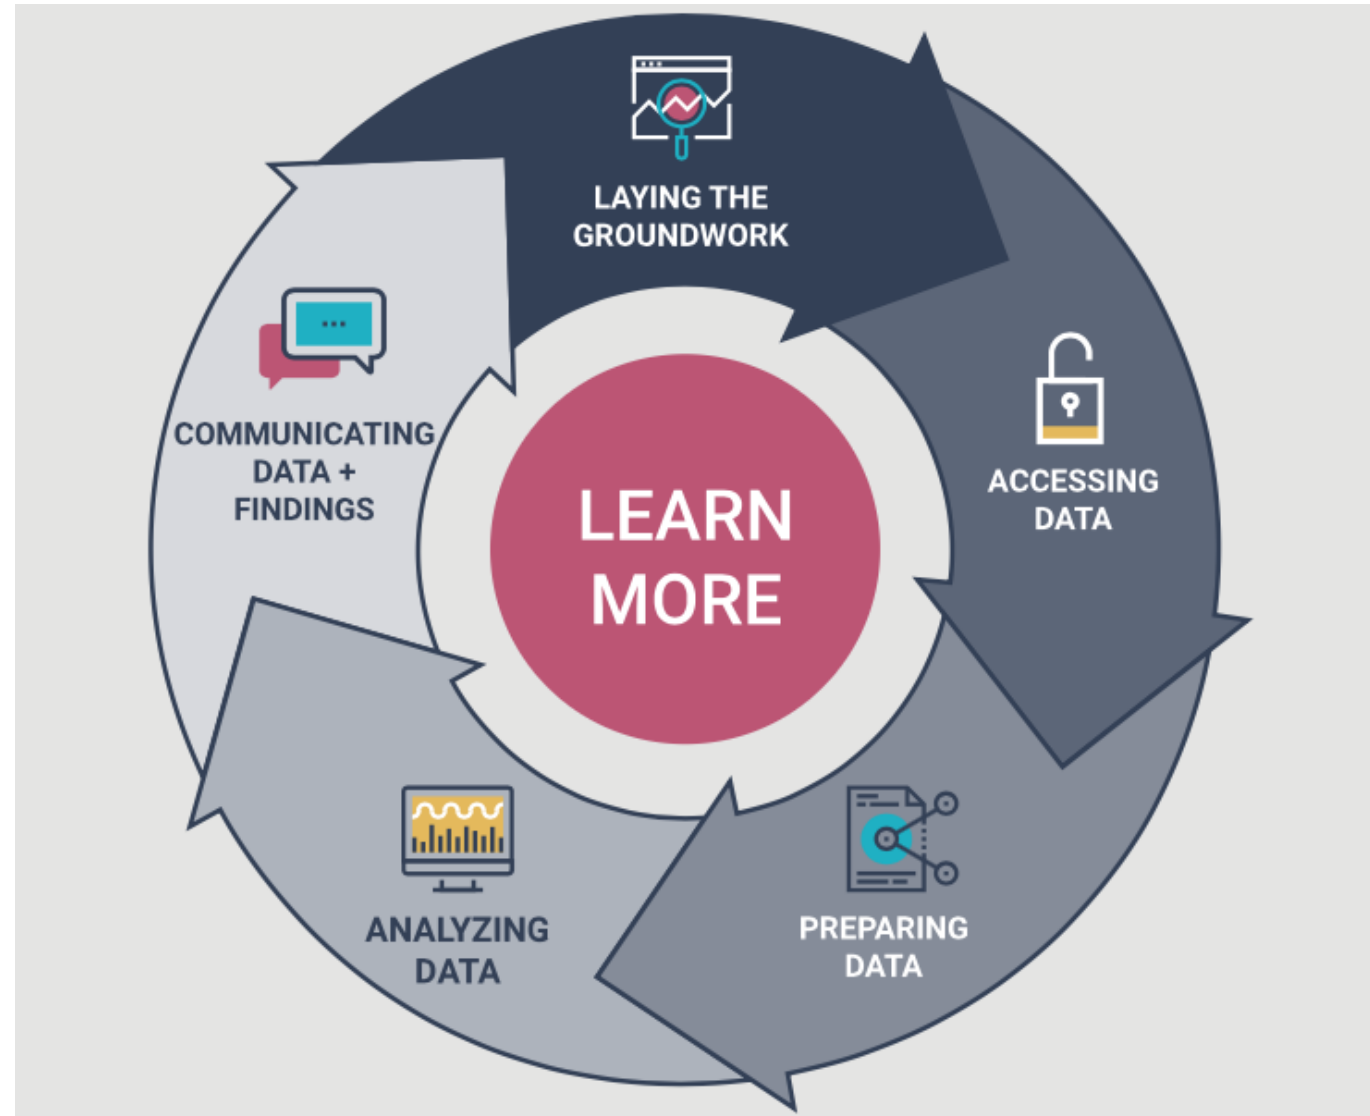 LAYING THE
GROUNDWORK
ACCESSING
DATA
PREPARING
DATA
ANALYZING
DATA
COMMUNICATING
DATA +
FINDINGS
LEARN
MORE